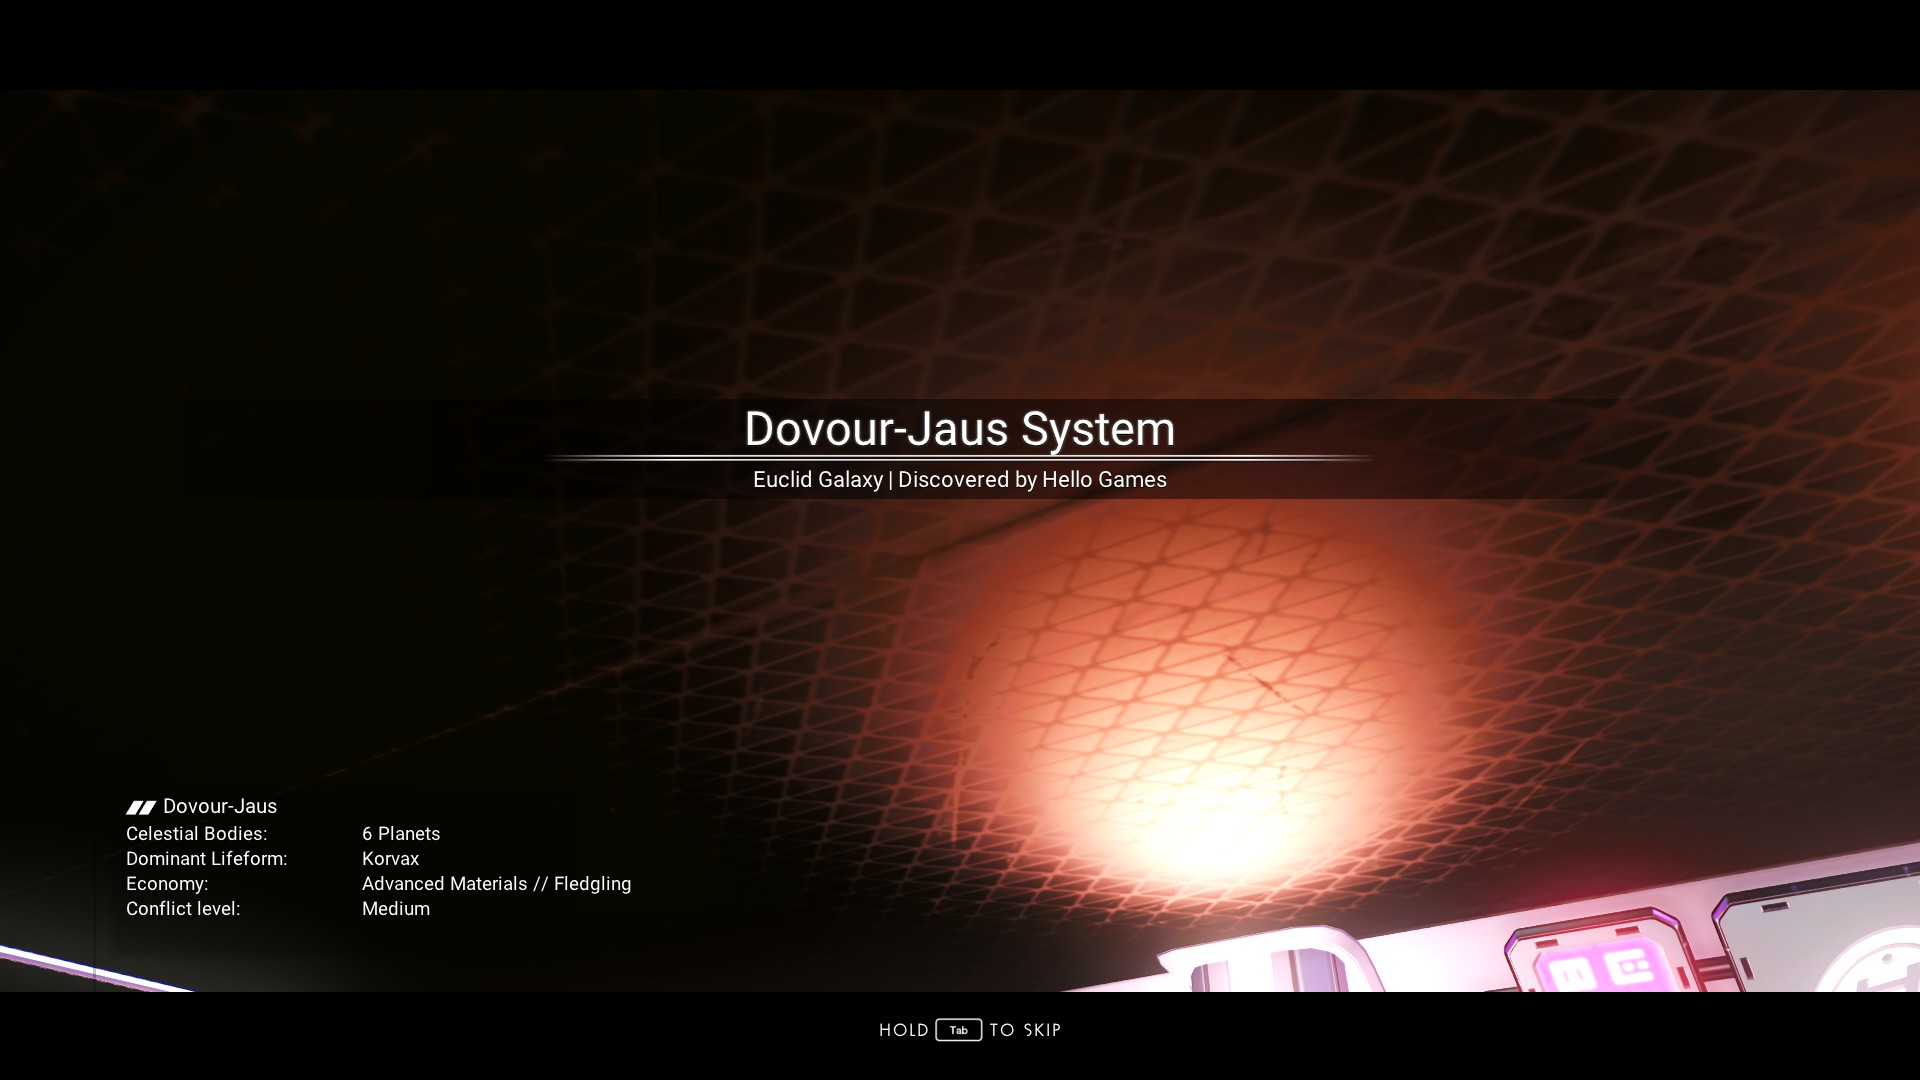 Dovour-Jaus System
Euclid Galaxy | Discovered by Hello Games
Dovour-Jaus
Celestial Bodies: 6 Planets
Dominant Lifeform: Korvax
Economy: Advanced Materials // Fledgling
Conflict level: Medium
HOLD Tab TO SKIP